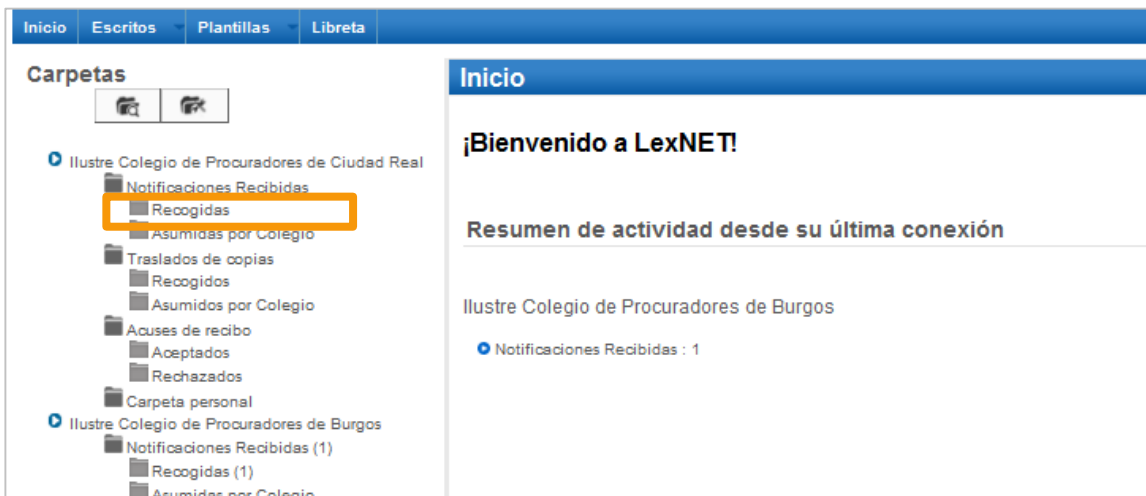 Inicio Escritos Plantillas Libreta
Carpetas
Ilustre Colegio de Procuradores de Ciudad Real
Notificaciones Recibidas
Recogidas
Asumidas por Colegio
Traslados de copias
Recogidos
Asumidos por Colegio
Acuses de recibo
Aceptados
Rechazados
Carpeta personal
Ilustre Colegio de Procuradores de Burgos
Notificaciones Recibidas (1)
Recogidas (1)
Asumidas por Colegio
Inicio
¡Bienvenido a LexNET!
Resumen de actividad desde su última conexión
Ilustre Colegio de Procuradores de Burgos
Notificaciones Recibidas : 1